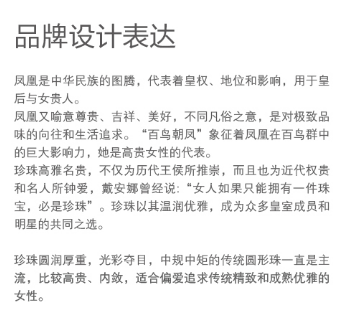 品牌设计表达
凤凰是中华民族的图腾，代表着皇权、地位和影响，用于皇
后与贵人。
凤凰又喻意尊贵、吉祥、美好，不同凡俗之意，是对极致品
味的向往和生活追求。“百鸟朝凤”象征着凤凰在百鸟群中
的巨大影响力，她是高贵女性的代表。
珍珠高雅名贵，不仅为历代王侯所推崇，而且也为近代权贵
和名人所钟爱，戴安娜曾经说:“女人如果只能拥有一件珠
宝，必是珍珠”。珍珠以其温润优雅，成为众多皇室成员和
明星的共同之选。
珍珠圆润厚重，光彩夺目，中规中矩的传统圆形珠一直是主
流，比较高贵、内敛，适合偏爱追求传统精致和成熟优雅的
女性。